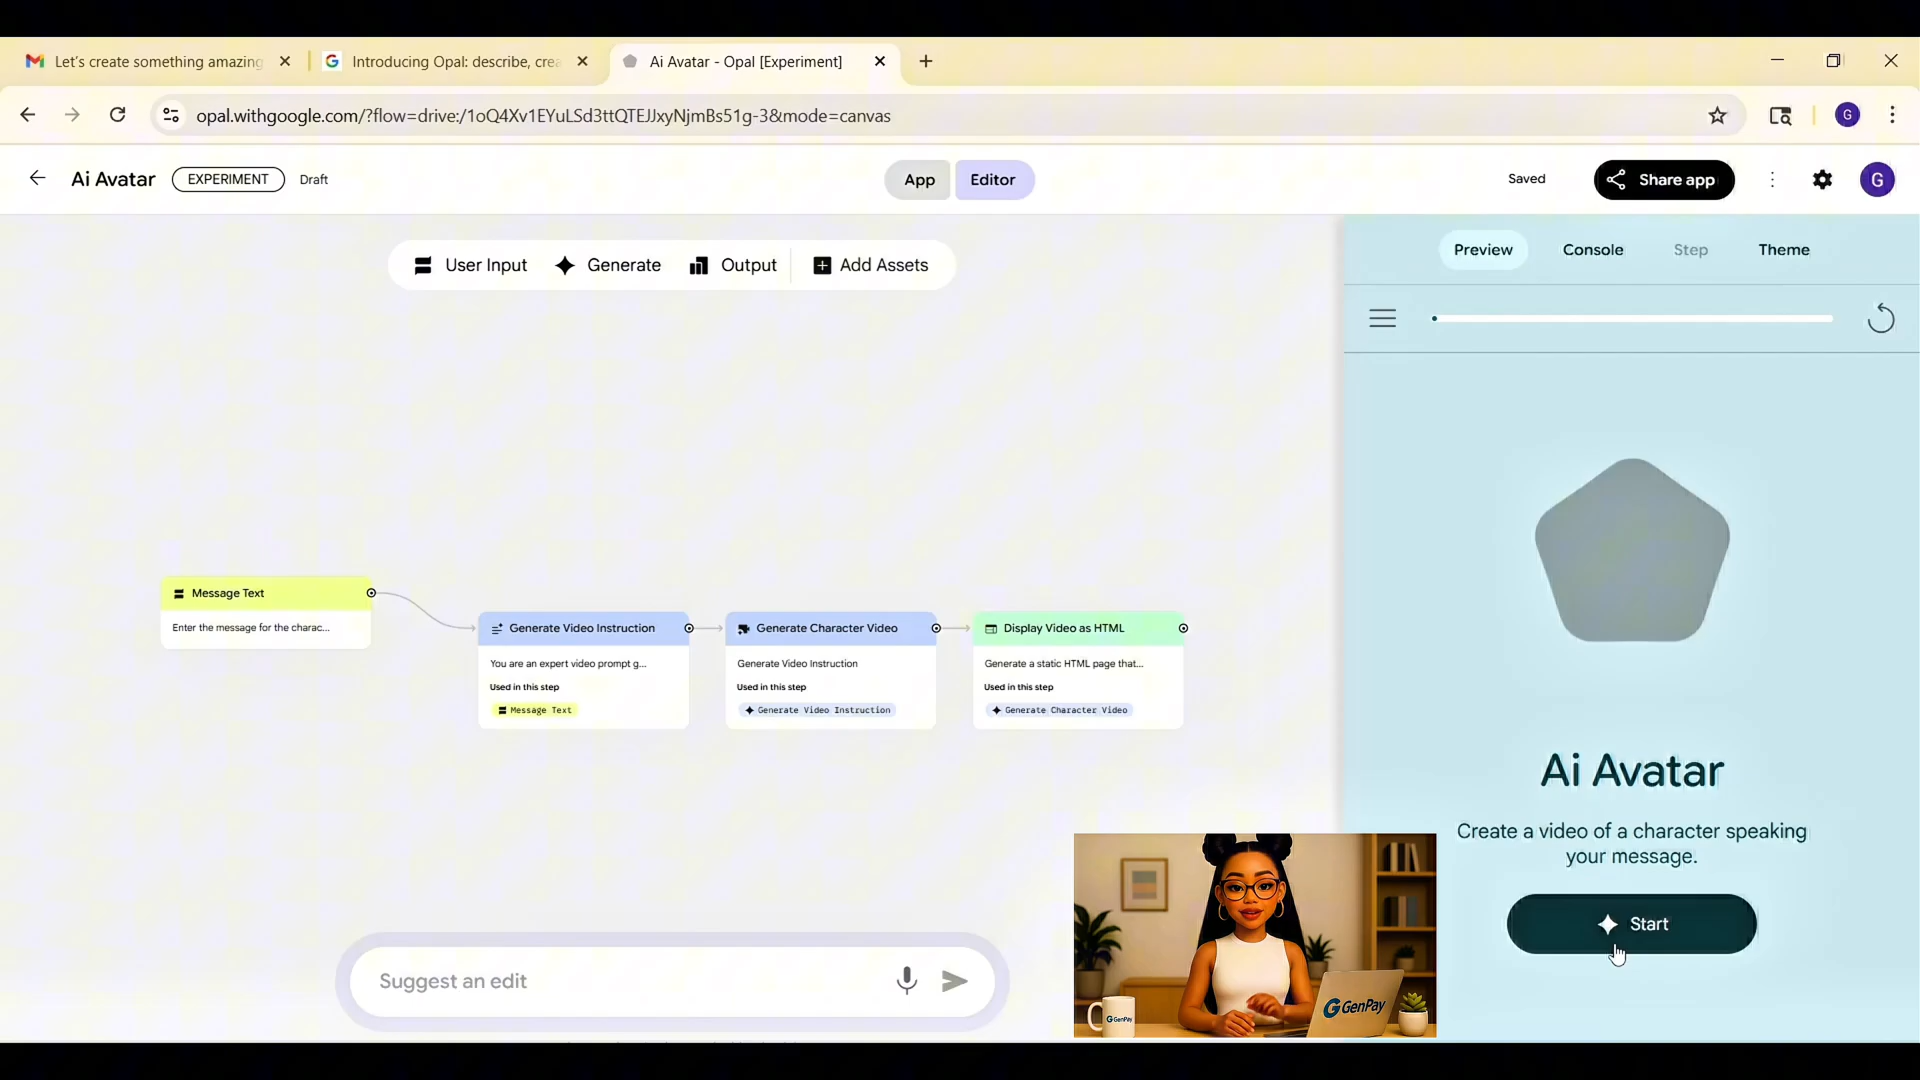 Let's create something amazing
Introducing Opal: describe, crea
Ai Avatar - Opal [Experiment]
opal.withgoogle.com/?flow=drive:/1oQ4Xv1EYuLSd3ttQTEJJxyNjmBs51g-3&mode=canvas
G
Ai Avatar
EXPERIMENT
Draft
App
Editor
Saved
Share app
G
User Input
Generate
Output
Add Assets
Preview
Console
Step
Theme
Message Text
Enter the message for the charac...
Generate Video Instruction
You are an expert video prompt g...
Used in this step
Message Text
Generate Character Video
Generate Video Instruction
Used in this step
Generate Video Instruction
Display Video as HTML
Generate a static HTML page that...
Used in this step
Generate Character Video
Ai Avatar
Create a video of a character speaking
your message.
Start
Suggest an edit
GenPay
GenPay